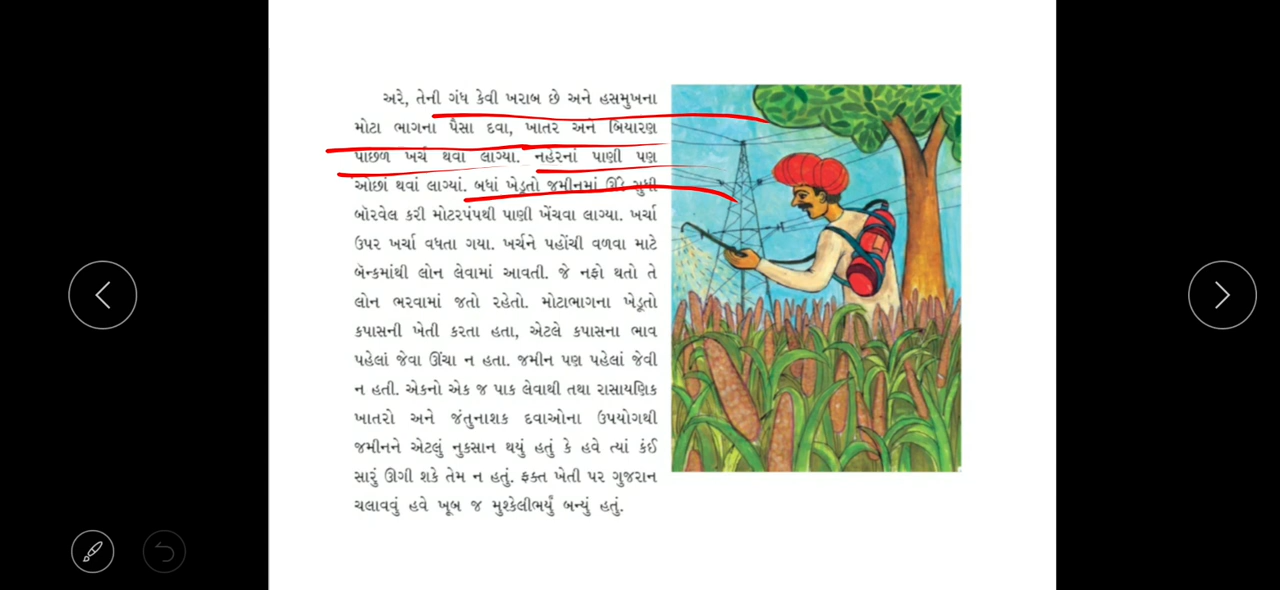 અરે, તેની ગંધ કેવી ખરાબ છે અને હસમુખના
મોટા ભાગના પૈસા દવા, ખાતર અને બિયારણ
પાછળ ખર્ચ થવા લાગ્યા. નહેરનાં પાણી પણ
ઓછાં થવાં લાગ્યાં. બધાં ખેડૂતો જમીનમાં ઊંડે સુધી
બૉરવેલ કરી મોટરપંપથી પાણી ખેંચવા લાગ્યા. ખર્ચા
ઉપર ખર્ચા વધતા ગયા. ખર્ચને પહોંચી વળવા માટે
બૅન્કમાંથી લોન લેવામાં આવતી. જે નફો થતો તે
લોન ભરવામાં જતો રહેતો. મોટાભાગના ખેડૂતો
કપાસની ખેતી કરતા હતા, એટલે કપાસના ભાવ
પહેલાં જેવા ઊંચા ન હતા. જમીન પણ પહેલાં જેવી
ન હતી. એકનો એક જ પાક લેવાથી તથા રાસાયણિક
ખાતરો અને જંતુનાશક દવાઓના ઉપયોગથી
જમીનને એટલું નુકસાન થયું હતું કે હવે ત્યાં કંઈ
સારું ઊગી શકે તેમ ન હતું. ફક્ત ખેતી પર ગુજરાન
ચલાવવું હવે ખૂબ જ મુશ્કેલીભર્યું બન્યું હતું.